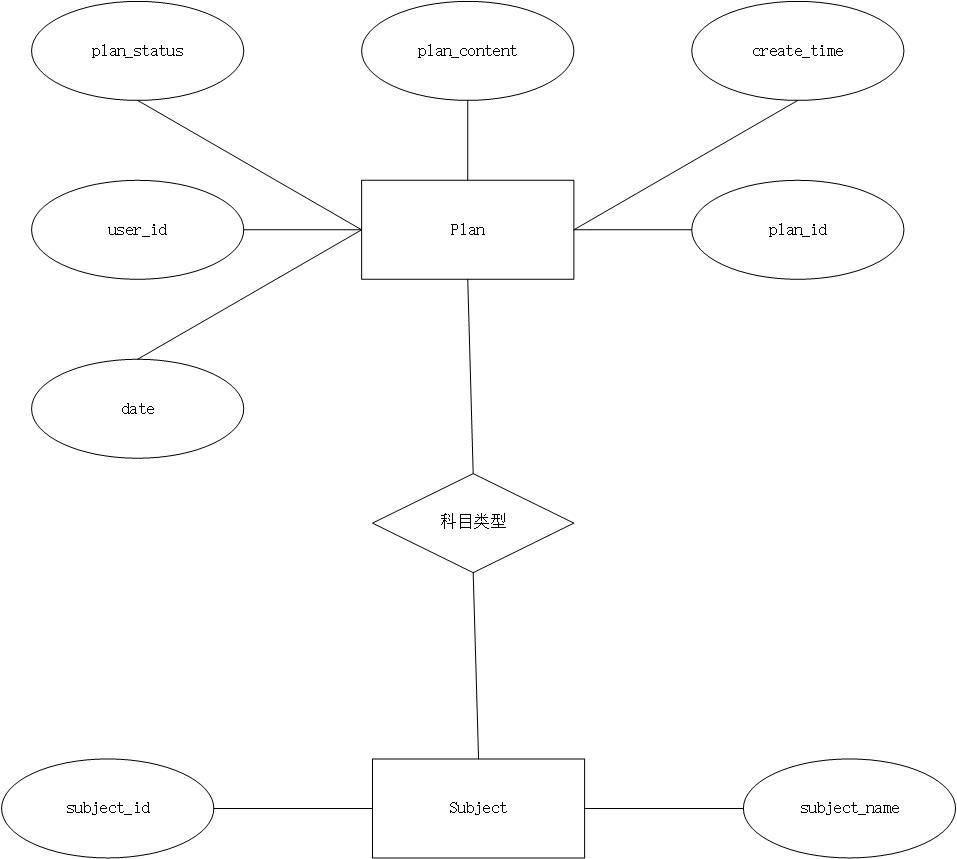 plan_status
plan_content
create_time
user_id
Plan
plan_id
date
科目类型
subject_id
Subject
subject_name